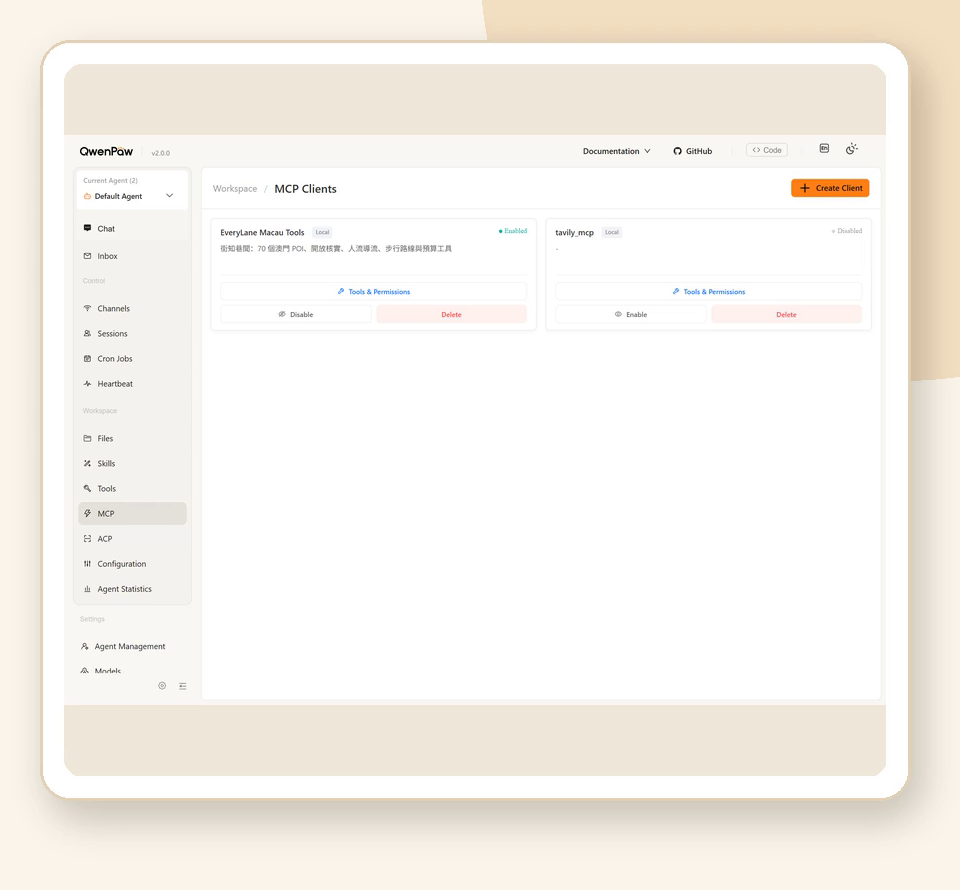 QwenPaw
v2.0.0
Documentation
GitHub
<> Code
En
Current Agent (2)
Default Agent
Chat
Inbox
Control
Channels
Sessions
Cron Jobs
Heartbeat
Workspace
Files
Skills
Tools
MCP
ACP
Configuration
Agent Statistics
Settings
Agent Management
Models
Workspace / MCP Clients
+ Create Client
EveryLane Macau Tools
Local
Enabled
街知巷聞：70 個澳門 POI、開放核實、人流導流、步行路線與預算工具
Tools & Permissions
Disable
Delete
tavily_mcp
Local
Disabled
-
Tools & Permissions
Enable
Delete